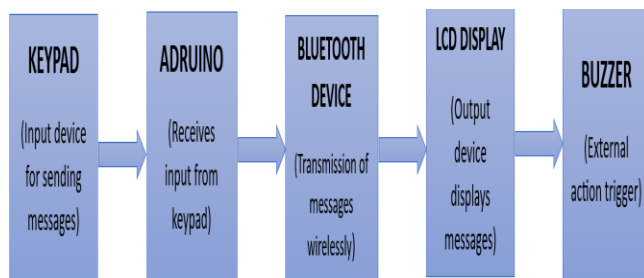 KEYPAD
(Input device
for sending
messages)
ADRUINO
(Receives
input from
keypad)
BLUETOOTH
DEVICE
(Transmission of
messages
wirelessly)
LCD DISPLAY
(Output
device
displays
messages)
BUZZER
(External
action trigger)